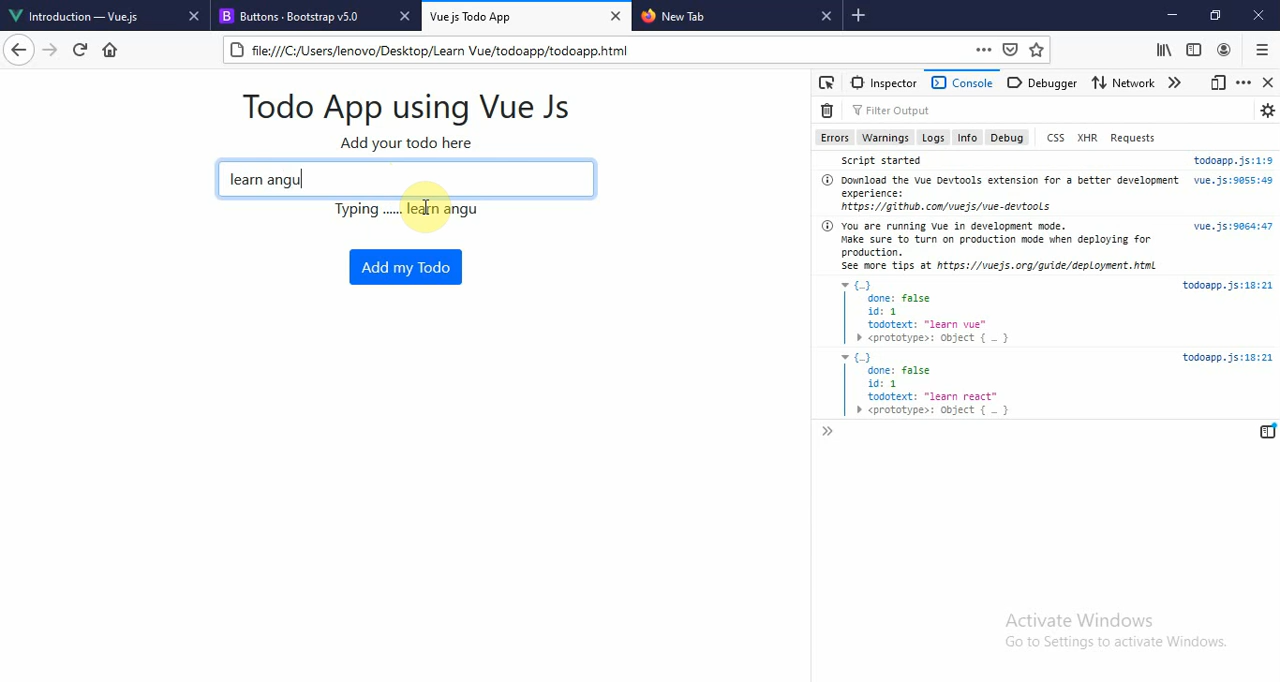 Introduction — Vue.js
Buttons · Bootstrap v5.0
Vue js Todo App
New Tab
file:///C:/Users/lenovo/Desktop/Learn Vue/todoapp/todoapp.html
Todo App using Vue Js
Add your todo here
learn angu
Typing ...... learn angu
Add my Todo
Inspector Console Debugger Network
Filter Output
Errors Warnings Logs Info Debug CSS XHR Requests
Script started todoapp.js:1:9
Download the Vue Devtools extension for a better development vue.js:9055:49
experience:
https://github.com/vuejs/vue-devtools
You are running Vue in development mode. vue.js:9064:47
Make sure to turn on production mode when deploying for
production.
See more tips at https://vuejs.org/guide/deployment.html
{…} todoapp.js:18:21
done: false
id: 1
todotext: "learn vue"
<prototype>: Object { … }
{…} todoapp.js:18:21
done: false
id: 1
todotext: "learn react"
<prototype>: Object { … }
Activate Windows
Go to Settings to activate Windows.